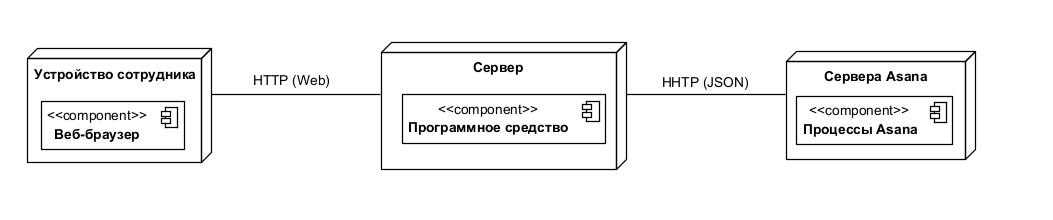 Устройство сотрудника
<<component>>
Веб-браузер
HTTP (Web)
Сервер
<<component>>
Программное средство
HHTP (JSON)
Сервера Asana
<<component>>
Процессы Asana